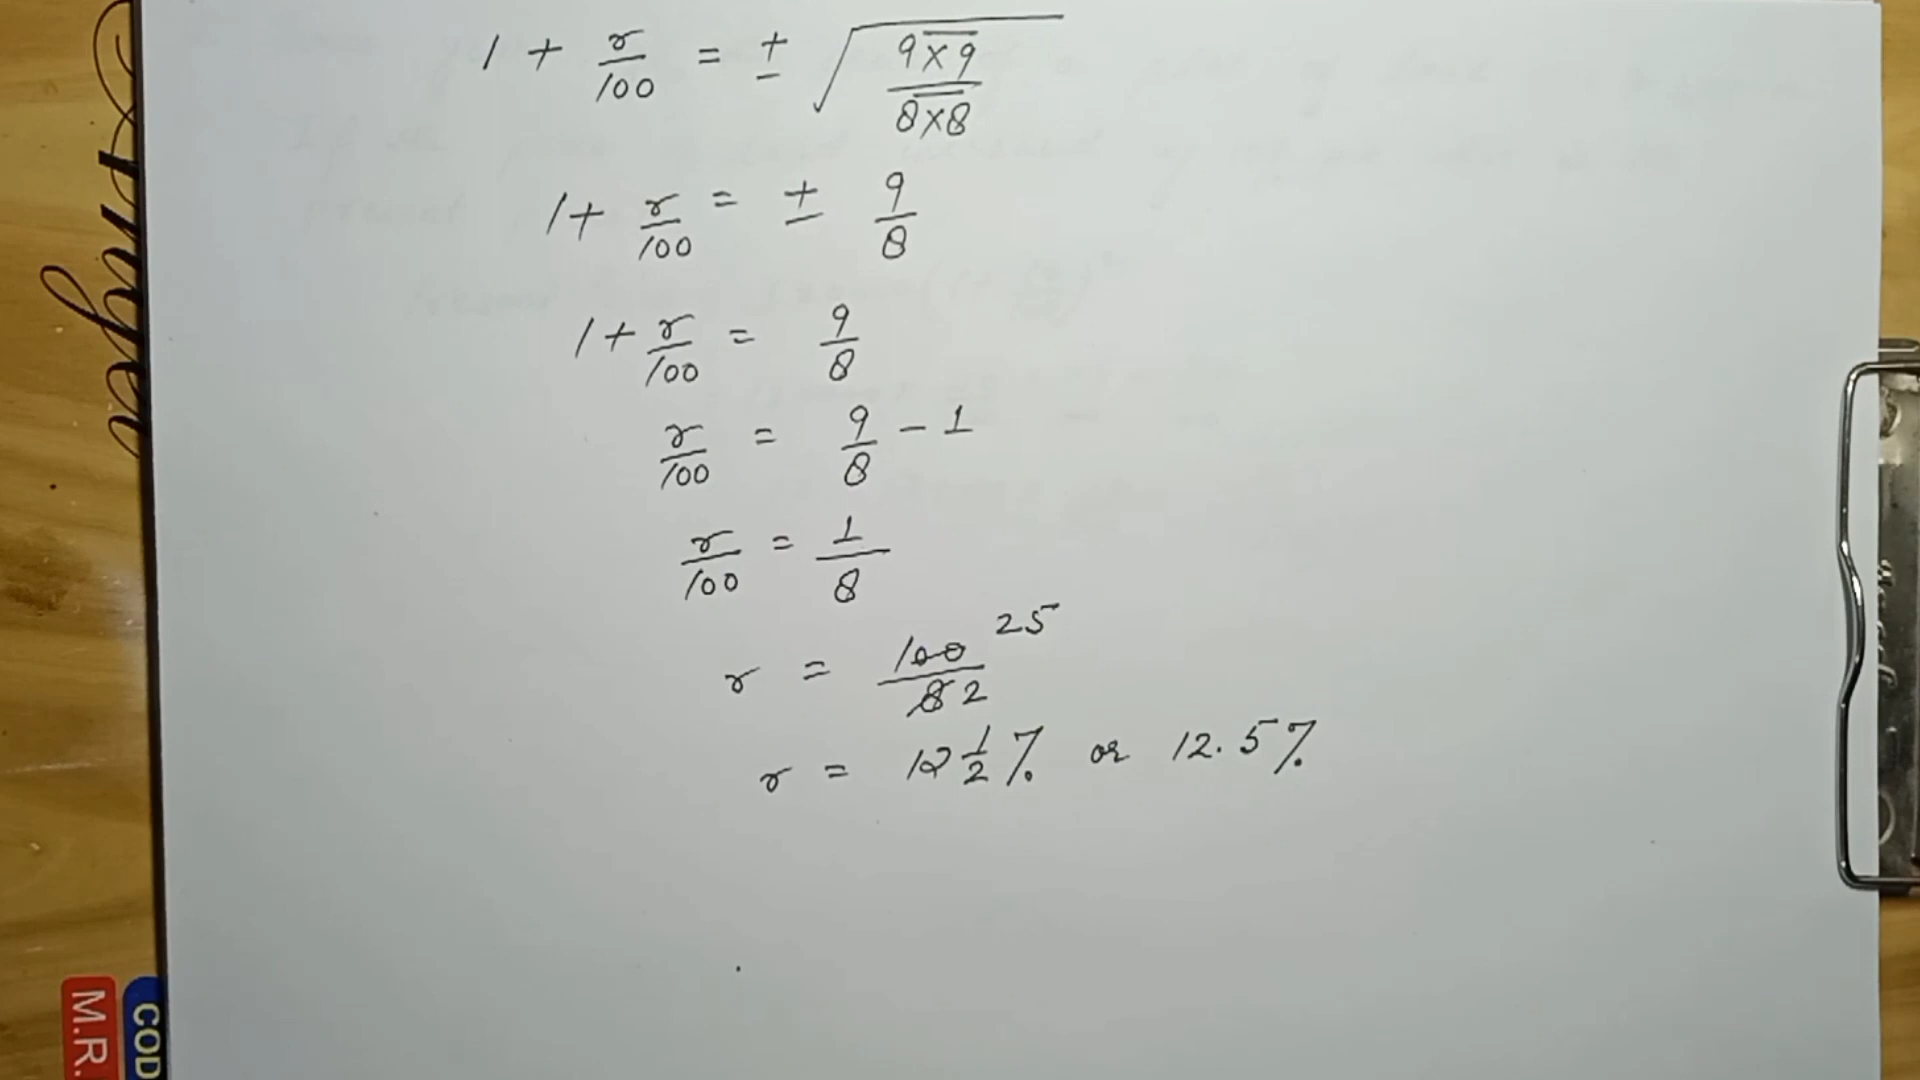 1 + r/100 = ± √(9×9/8×8)
1 + r/100 = ± 9/8
1 + r/100 = 9/8
r/100 = 9/8 - 1
r/100 = 1/8
r = 100/8 25/2
r = 12 1/2 % or 12.5%
COD
M.R.